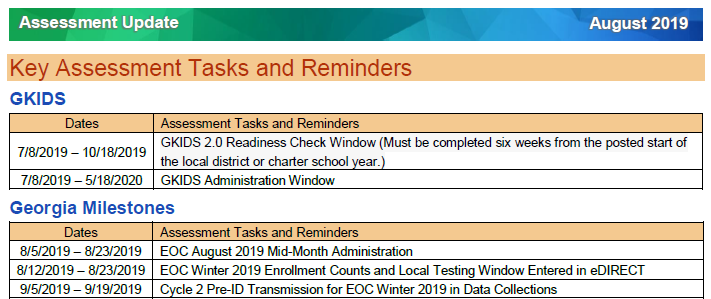 Assessment Update August 2019
Key Assessment Tasks and Reminders
GKIDS
Dates Assessment Tasks and Reminders
7/8/2019 – 10/18/2019 GKIDS 2.0 Readiness Check Window (Must be completed six weeks from the posted start of
the local district or charter school year.)
7/8/2019 – 5/18/2020 GKIDS Administration Window
Georgia Milestones
Dates Assessment Tasks and Reminders
8/5/2019 – 8/23/2019 EOC August 2019 Mid-Month Administration
8/12/2019 – 8/23/2019 EOC Winter 2019 Enrollment Counts and Local Testing Window Entered in eDIRECT
9/5/2019 – 9/19/2019 Cycle 2 Pre-ID Transmission for EOC Winter 2019 in Data Collections